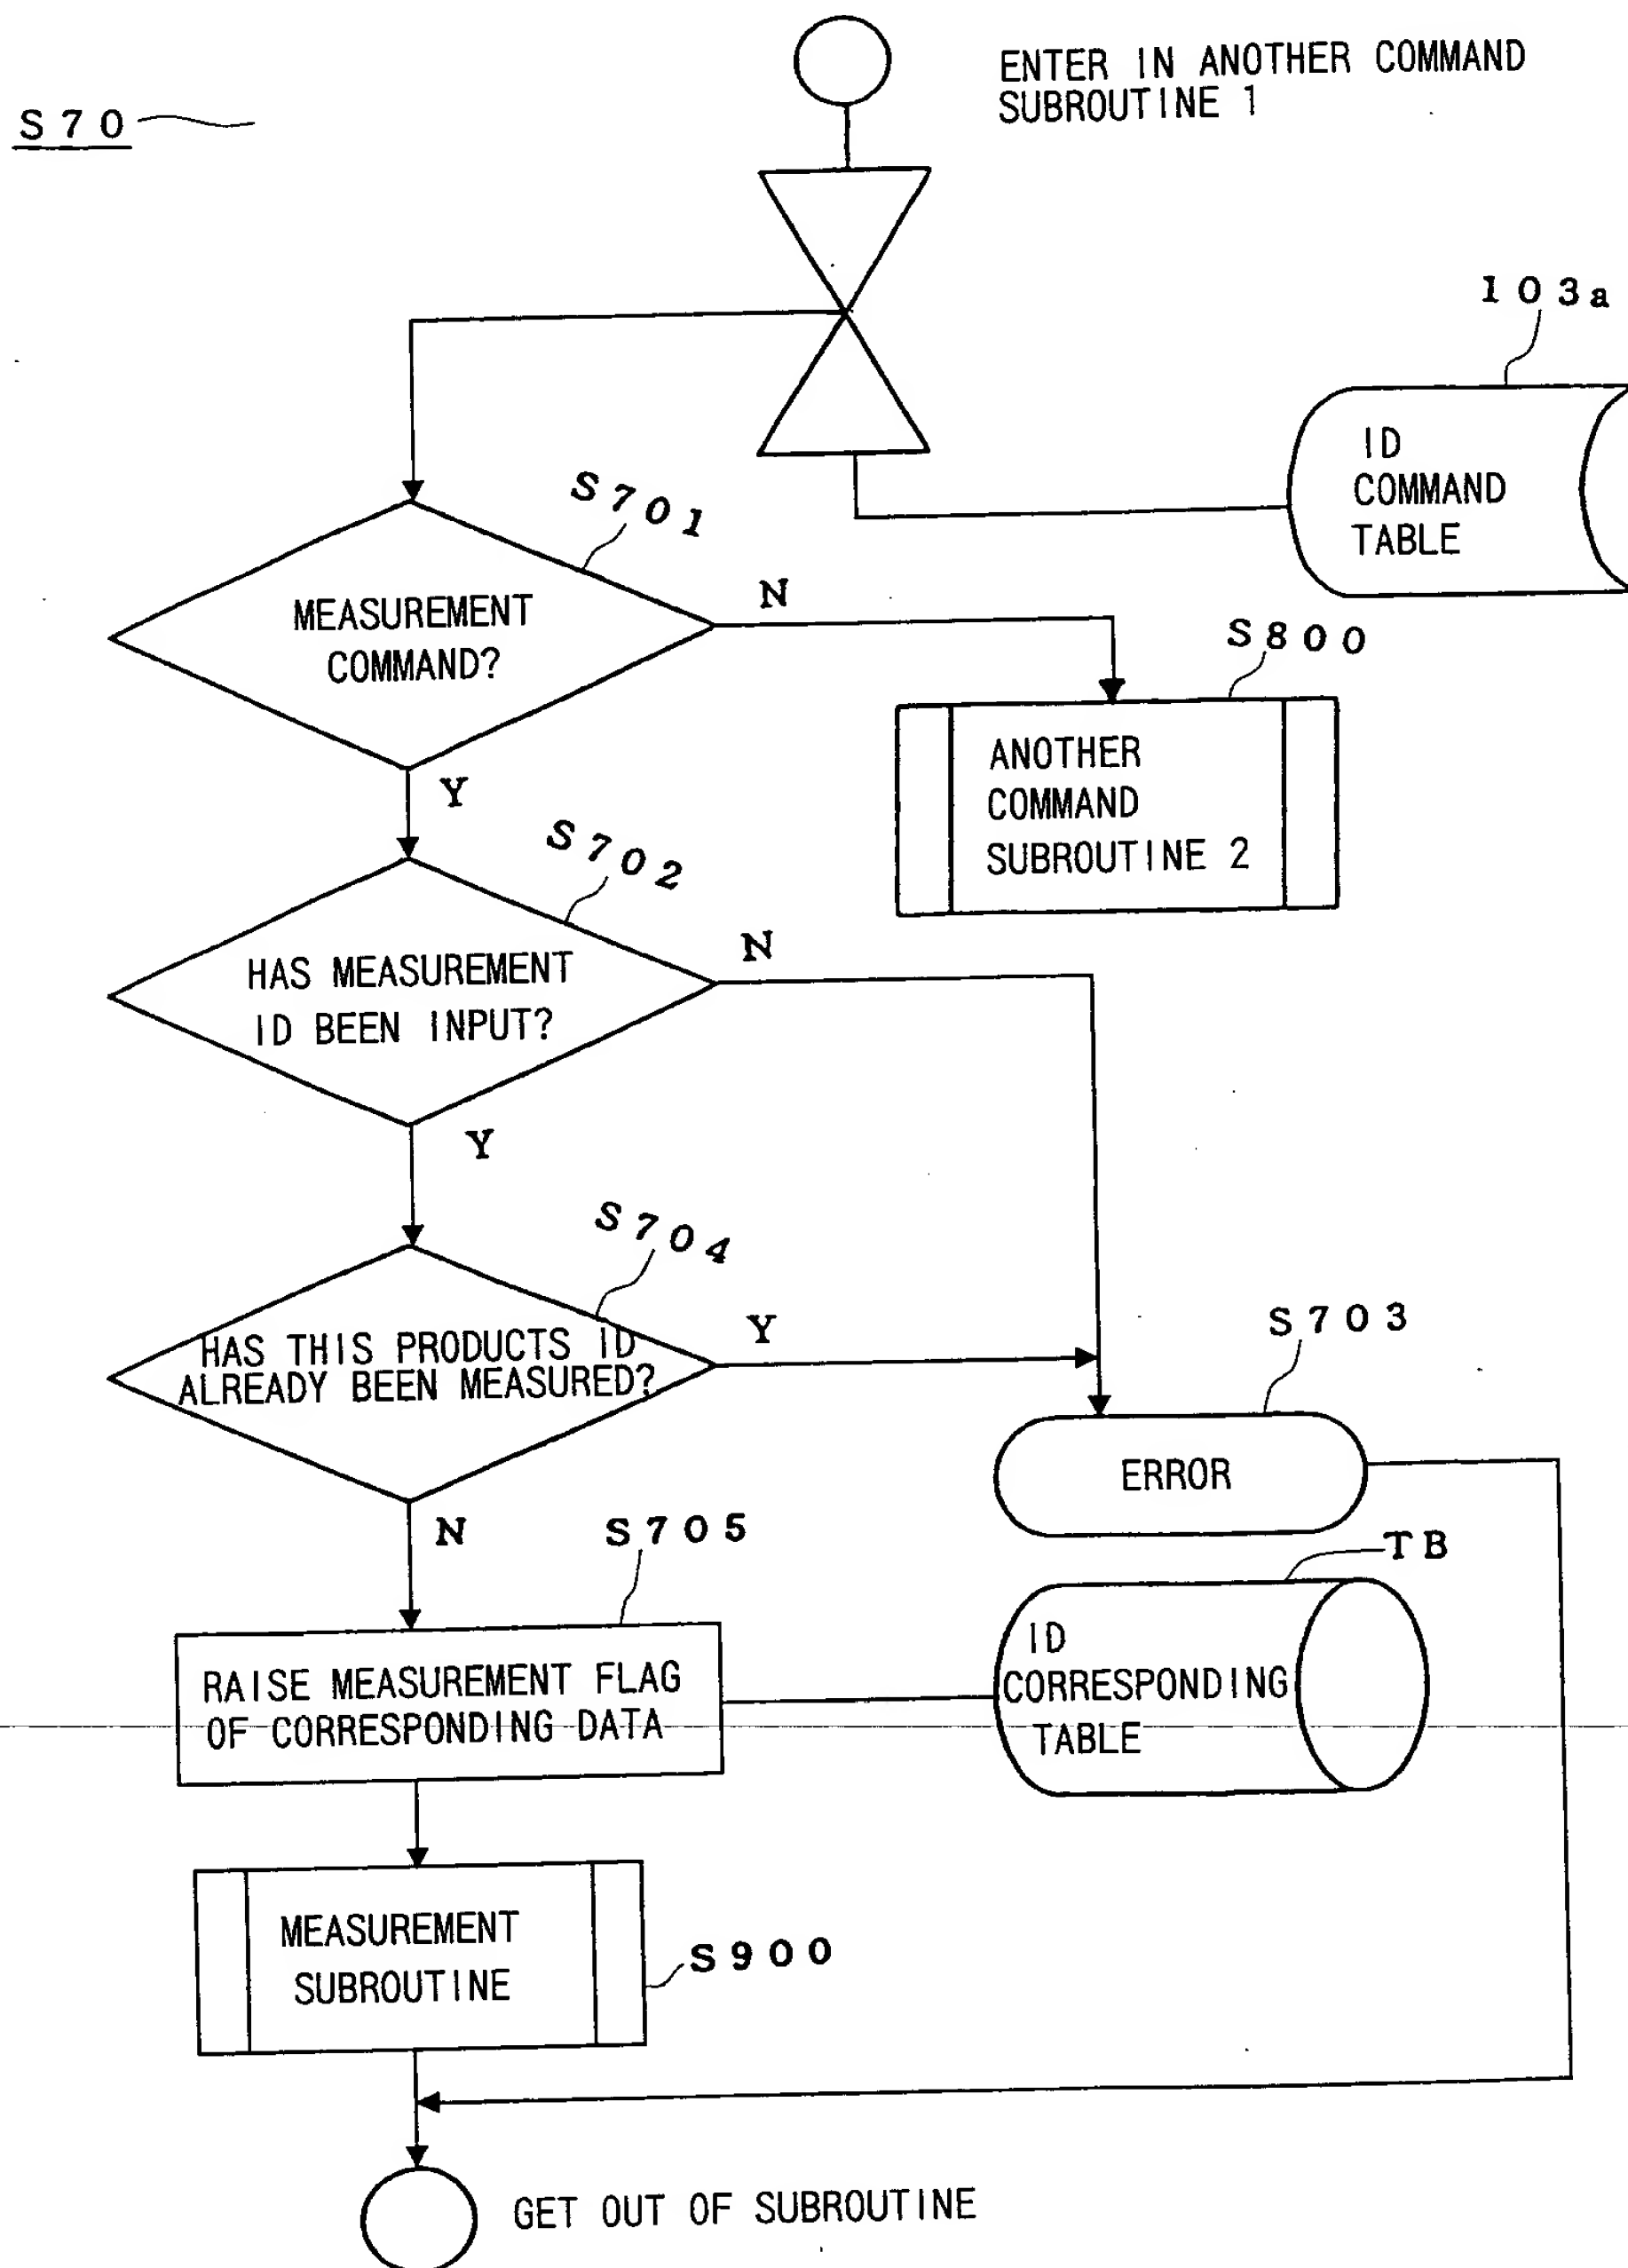 ENTER IN ANOTHER COMMAND
SUBROUTINE 1
S70
103a
ID
COMMAND
TABLE
S701
MEASUREMENT
COMMAND?
N
S800
Y
ANOTHER
COMMAND
SUBROUTINE 2
S702
HAS MEASUREMENT
ID BEEN INPUT?
N
Y
S704
HAS THIS PRODUCTS ID
ALREADY BEEN MEASURED?
Y
S703
ERROR
N
S705
TB
ID
CORRESPONDING
TABLE
RAISE MEASUREMENT FLAG
OF CORRESPONDING DATA
MEASUREMENT
SUBROUTINE
S900
GET OUT OF SUBROUTINE